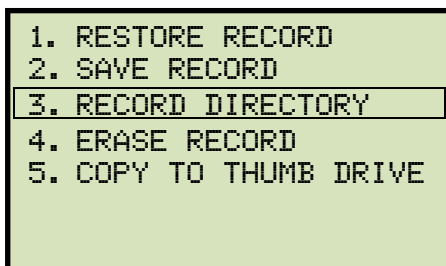 1. RESTORE RECORD
2. SAVE RECORD
3. RECORD DIRECTORY
4. ERASE RECORD
5. COPY TO THUMB DRIVE